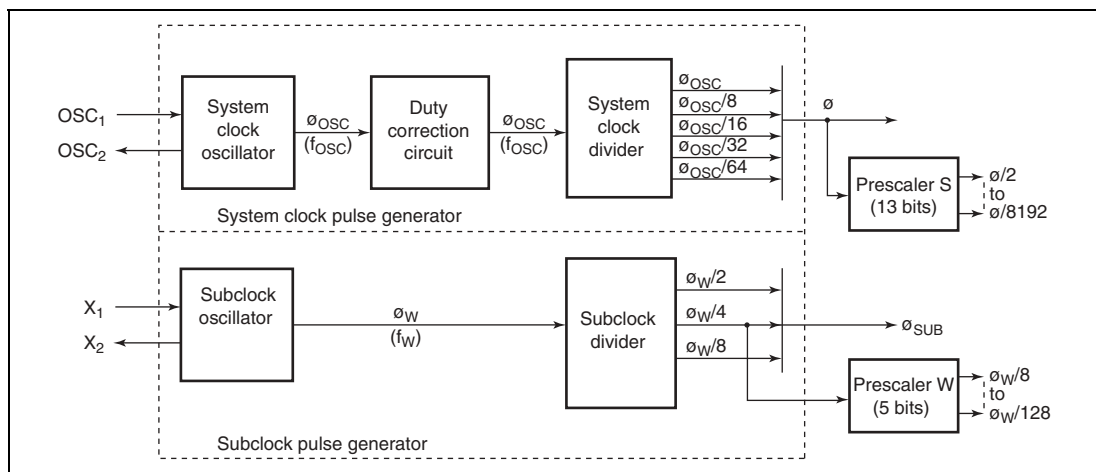 OSC1
OSC2
System
clock
oscillator
øOSC
(fOSC)
Duty
correction
circuit
øOSC
(fOSC)
System
clock
divider
øOSC
øOSC/8
øOSC/16
øOSC/32
øOSC/64
ø
Prescaler S
(13 bits)
ø/2
to
ø/8192
System clock pulse generator
X1
X2
Subclock
oscillator
øW
(fW)
Subclock
divider
øW/2
øW/4
øW/8
øSUB
Prescaler W
(5 bits)
øW/8
to
øW/128
Subclock pulse generator